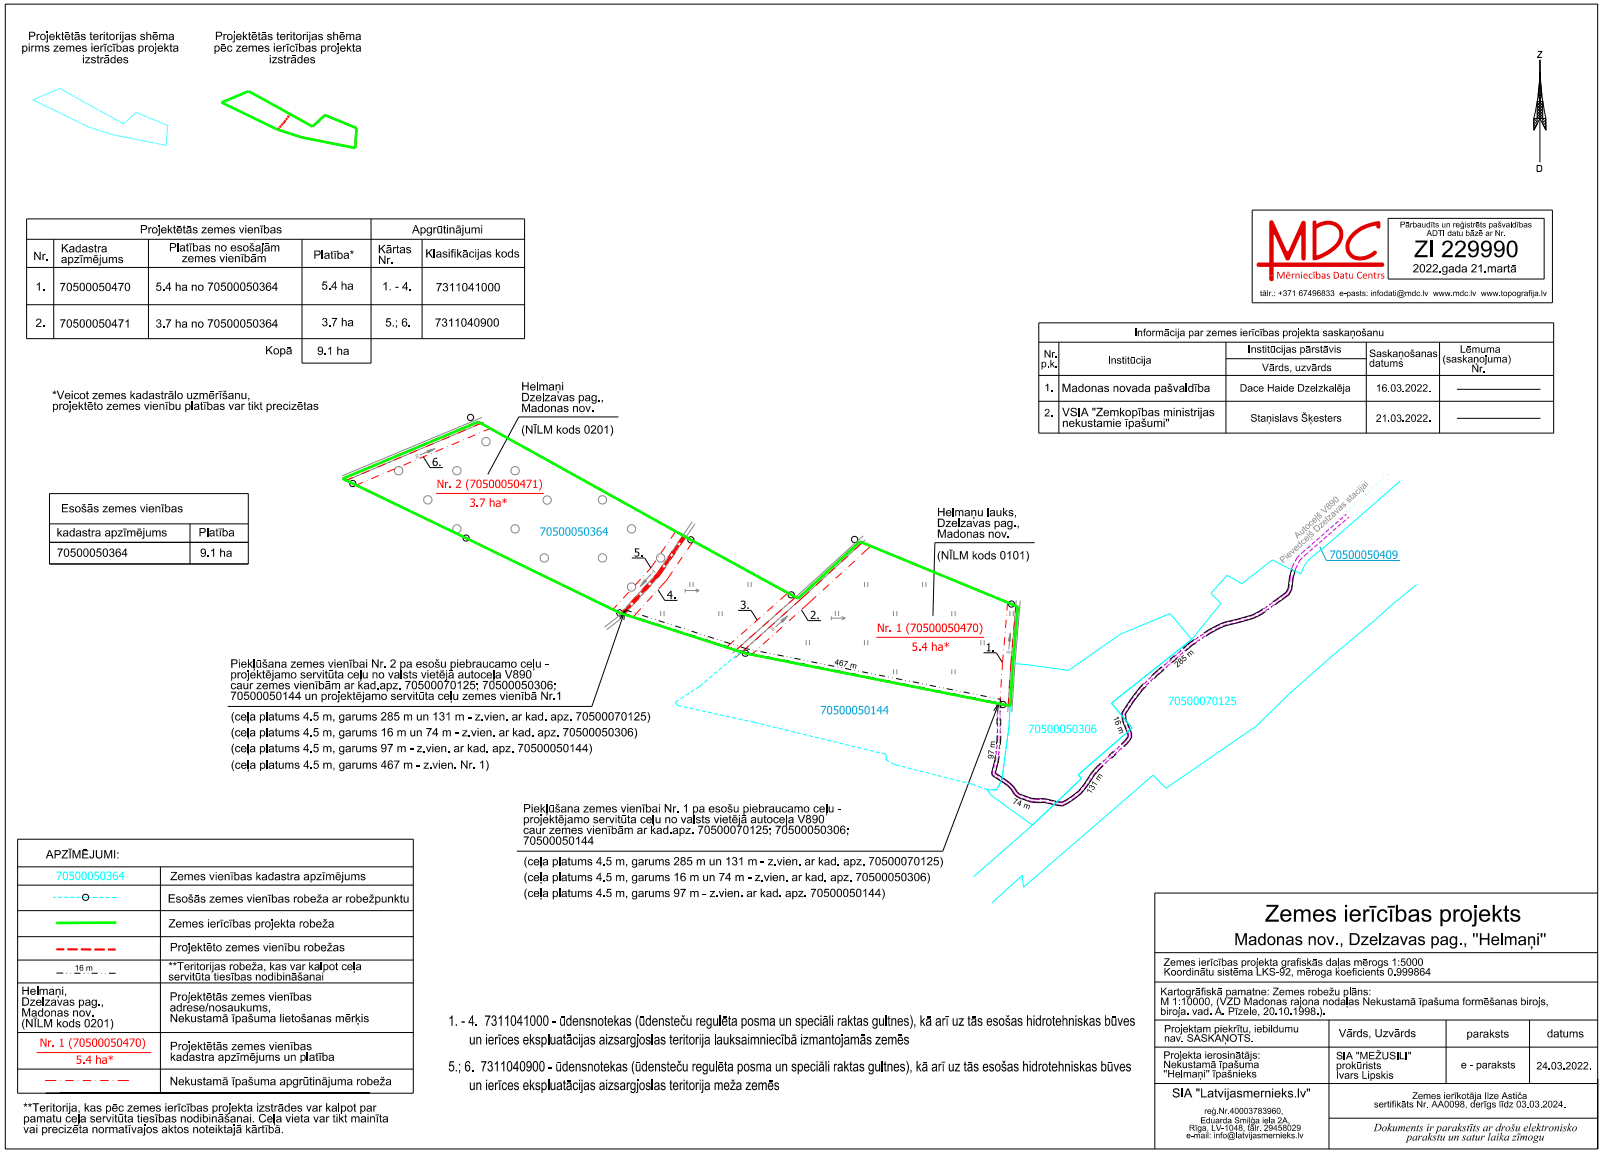 Projektētās teritorijas shēma
pirms zemes ierīcības projekta
izstrādes
Projektētās teritorijas shēma
pēc zemes ierīcības projekta
izstrādes
Z
D
Projektētās zemes vienības
Apgrūtinājumi
Nr.
Kadastra
apzīmējums
Platības no esošajām
zemes vienībām
Platība*
Kārtas
Nr.
Klasifikācijas kods
1. 70500050470 5.4 ha no 70500050364 5.4 ha 1. - 4. 7311041000
2. 70500050471 3.7 ha no 70500050364 3.7 ha 5.; 6. 7311040900
Kopā 9.1 ha
*Veicot zemes kadastrālo uzmērīšanu,
projektēto zemes vienību platības var tikt precizētas
Esošās zemes vienības
kadastra apzīmējums Platība
70500050364 9.1 ha
MDC
Mērniecības Datu Centrs
Pārbaudīts un reģistrēts pašvaldības
ADTI datu bāzē ar Nr.
ZI 229990
2022.gada 21.martā
tālr.: +371 67496833 e-pasts: infodati@mdc.lv www.mdc.lv www.topografija.lv
Informācija par zemes ierīcības projekta saskaņošanu
Nr.
p.k.
Institūcija
Institūcijas pārstāvis
Vārds, uzvārds
Saskaņošanas
datums
Lēmuma
(saskaņojuma)
Nr.
1. Madonas novada pašvaldība Dace Haide Dzelzkalēja 16.03.2022.
2. VSIA "Zemkopības ministrijas
nekustamie īpašumi"
Staņislavs Šķesters 21.03.2022.
Helmaņi
Dzelzavas pag.,
Madonas nov.
(NĪLM kods 0201)
6.
Nr. 2 (70500050471)
3.7 ha*
70500050364
5.
4.
3.
2.
Helmaņu lauks,
Dzelzavas pag.,
Madonas nov.
(NĪLM kods 0101)
Nr. 1 (70500050470)
5.4 ha*
1.
467 m
70500050144
70500050306
70500070125
70500050409
Autoceļš V890
Pievedceļš Dzelzavas stacijai
285 m
16 m
131 m
74 m
97 m
Piekļūšana zemes vienībai Nr. 2 pa esošu piebraucamo ceļu -
projektējamo servitūta ceļu no valsts vietējā autoceļa V890
caur zemes vienībām ar kad.apz. 70500070125; 70500050306;
70500050144 un projektējamo servitūta ceļu zemes vienībā Nr.1
(ceļa platums 4.5 m, garums 285 m un 131 m - z.vien. ar kad. apz. 70500070125)
(ceļa platums 4.5 m, garums 16 m un 74 m - z.vien. ar kad. apz. 70500050306)
(ceļa platums 4.5 m, garums 97 m - z.vien. ar kad. apz. 70500050144)
(ceļa platums 4.5 m, garums 467 m - z.vien. Nr. 1)
Piekļūšana zemes vienībai Nr. 1 pa esošu piebraucamo ceļu -
projektējamo servitūta ceļu no valsts vietējā autoceļa V890
caur zemes vienībām ar kad.apz. 70500070125; 70500050306;
70500050144
(ceļa platums 4.5 m, garums 285 m un 131 m - z.vien. ar kad. apz. 70500070125)
(ceļa platums 4.5 m, garums 16 m un 74 m - z.vien. ar kad. apz. 70500050306)
(ceļa platums 4.5 m, garums 97 m - z.vien. ar kad. apz. 70500050144)
APZĪMĒJUMI:
70500050364 Zemes vienības kadastra apzīmējums
Esošās zemes vienības robeža ar robežpunktu
Zemes ierīcības projekta robeža
Projektēto zemes vienību robežas
16 m
**Teritorijas robeža, kas var kalpot ceļa
servitūta tiesības nodibināšanai
Helmaņi,
Dzelzavas pag.,
Madonas nov.
(NĪLM kods 0201)
Projektētās zemes vienības
adrese/nosaukums,
Nekustamā īpašuma lietošanas mērķis
Nr. 1 (70500050470)
5.4 ha*
Projektētās zemes vienības
kadastra apzīmējums un platība
Nekustamā īpašuma apgrūtinājuma robeža
**Teritorija, kas pēc zemes ierīcības projekta izstrādes var kalpot par
pamatu ceļa servitūta tiesības nodibināšanai. Ceļa vieta var tikt mainīta
vai precizēta normatīvajos aktos noteiktajā kārtībā.
1. - 4. 7311041000 - ūdensnotekas (ūdensteču regulēta posma un speciāli raktas gultnes), kā arī uz tās esošas hidrotehniskas būves
un ierīces ekspluatācijas aizsargjoslas teritorija lauksaimniecībā izmantojamās zemēs
5.; 6. 7311040900 - ūdensnotekas (ūdensteču regulēta posma un speciāli raktas gultnes), kā arī uz tās esošas hidrotehniskas būves
un ierīces ekspluatācijas aizsargjoslas teritorija meža zemēs
Zemes ierīcības projekts
Madonas nov., Dzelzavas pag., "Helmaņi"
Zemes ierīcības projekta grafiskās daļas mērogs 1:5000
Koordinātu sistēma LKS-92, mēroga koeficients 0.999864
Kartogrāfiskā pamatne: Zemes robežu plāns:
M 1:10000, (VZD Madonas rajona nodaļas Nekustamā īpašuma formēšanas birojs,
biroja. vad. A. Pīzele, 20.10.1998.).
Projektam piekrītu, iebildumu
nav. SASKAŅOTS.
Vārds, Uzvārds paraksts datums
Projekta ierosinātājs:
Nekustamā īpašuma
"Helmaņi" īpašnieks
SIA "MEŽUSILI"
prokūrists
Ivars Lipskis
e - paraksts 24.03.2022.
SIA "Latvijasmernieks.lv"
reģ.Nr.40003783960,
Eduarda Smiļģa iela 2A,
Rīga, LV-1048, tālr. 29458029
e-mail: info@latvijasmernieks.lv
Zemes ierīkotāja Ilze Astiča
sertifikāts Nr. AA0098, derīgs līdz 03.03.2024.
Dokuments ir parakstīts ar drošu elektronisko
parakstu un satur laika zīmogu